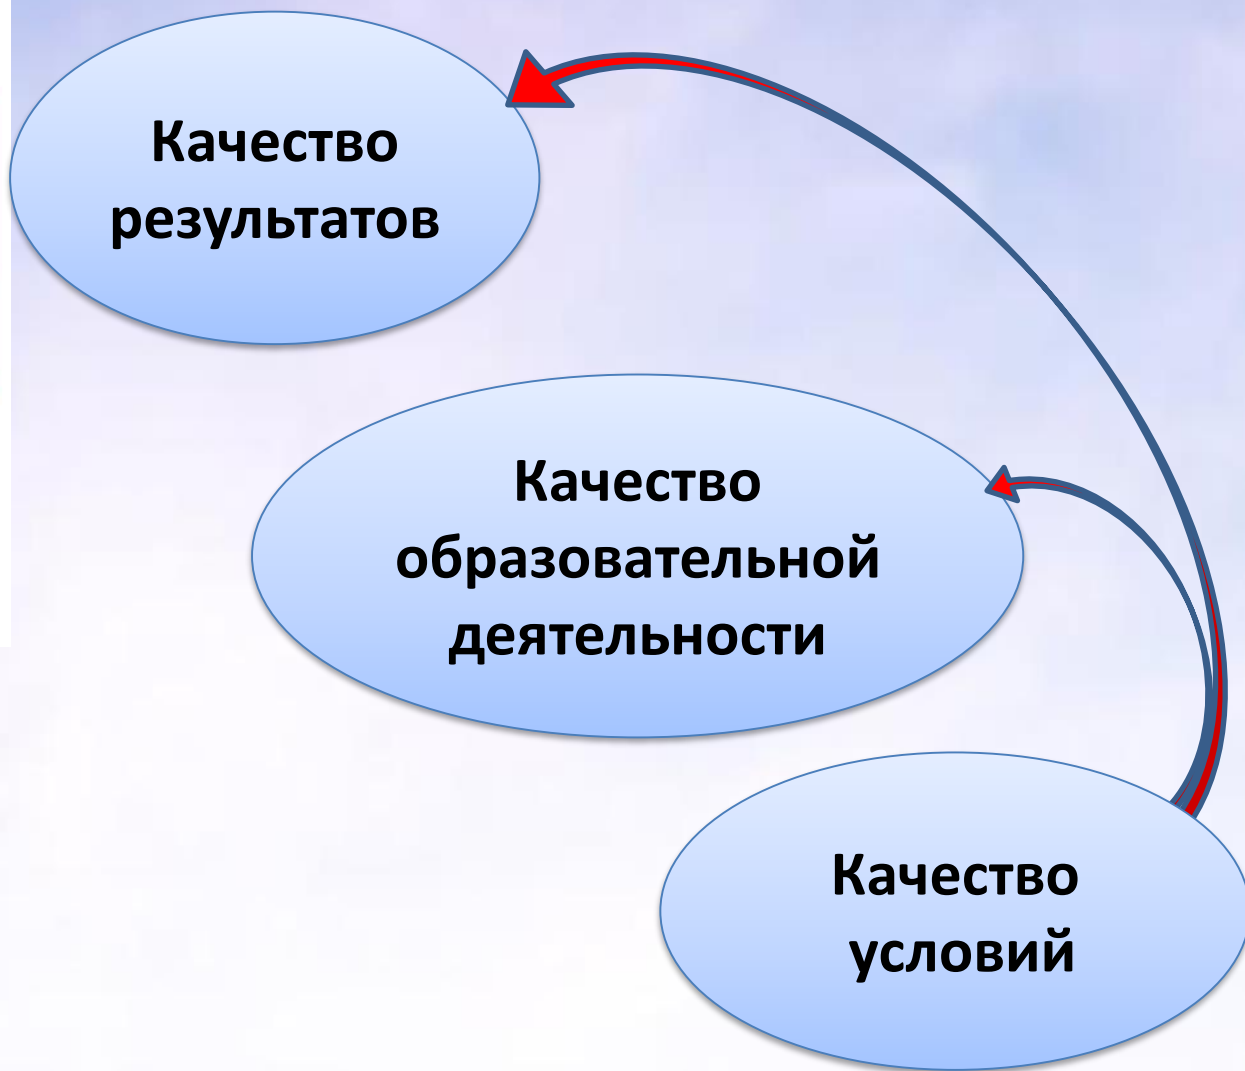 Качество
результатов
Качество
образовательной
деятельности
Качество
условий